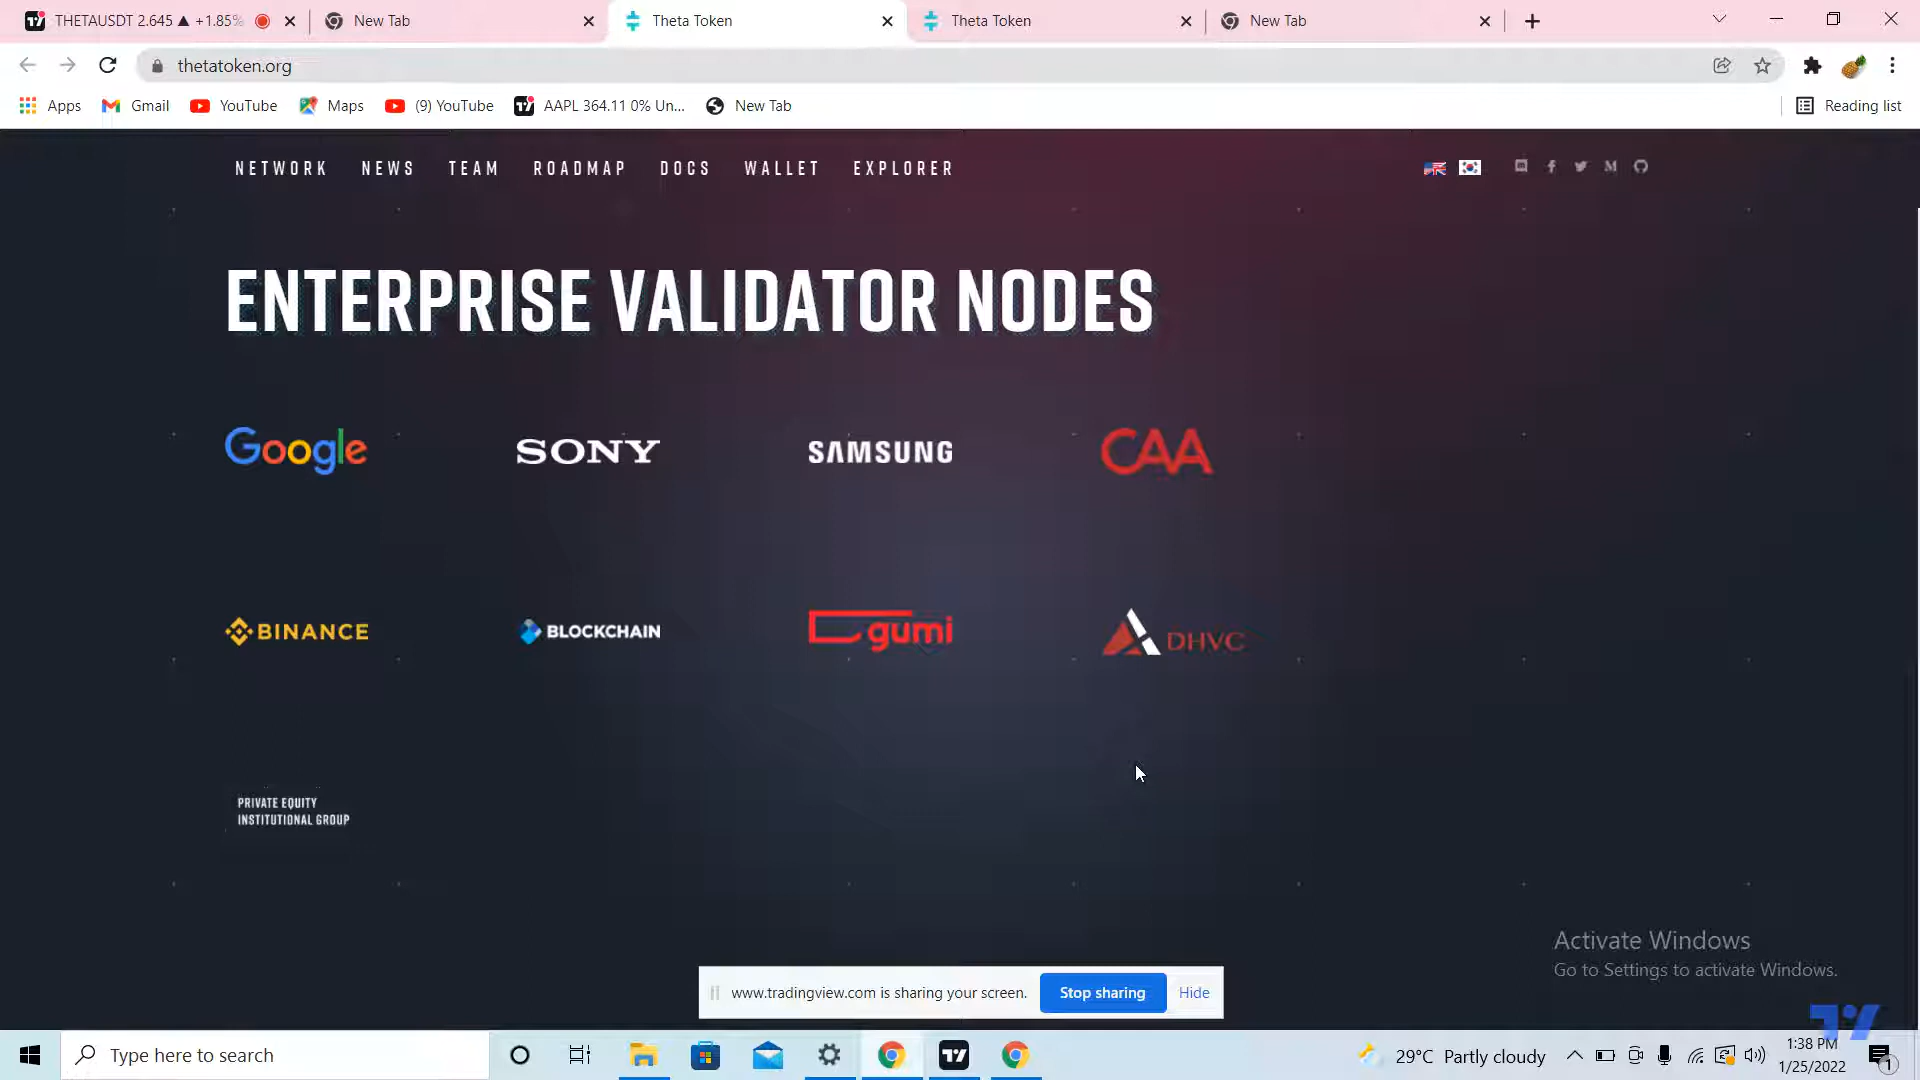 THETAUSDT 2.645 ▲ +1.85%
New Tab
Theta Token
Theta Token
New Tab
thetatoken.org
Apps
Gmail
YouTube
Maps
(9) YouTube
AAPL 364.11 0% Un...
New Tab
Reading list
NETWORK
NEWS
TEAM
ROADMAP
DOCS
WALLET
EXPLORER
ENTERPRISE VALIDATOR NODES
Google
SONY
SAMSUNG
CAA
BINANCE
BLOCKCHAIN
gumi
DHVC
PRIVATE EQUITY
INSTITUTIONAL GROUP
Activate Windows
Go to Settings to activate Windows.
www.tradingview.com is sharing your screen.
Stop sharing
Hide
Type here to search
29°C Partly cloudy
1:38 PM
1/25/2022
1